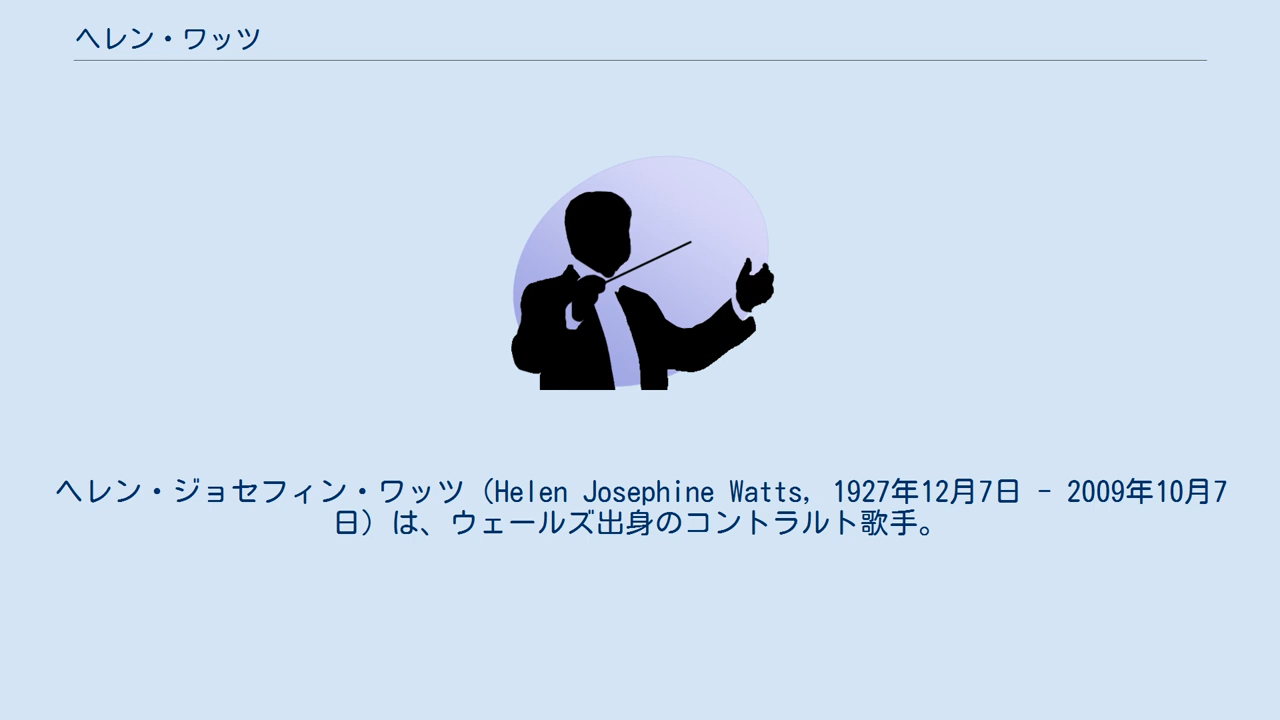 ヘレン・ワッツ
ヘレン・ジョセフィン・ワッツ（Helen Josephine Watts, 1927年12月7日 - 2009年10月7
日）は、ウェールズ出身のコントラルト歌手。